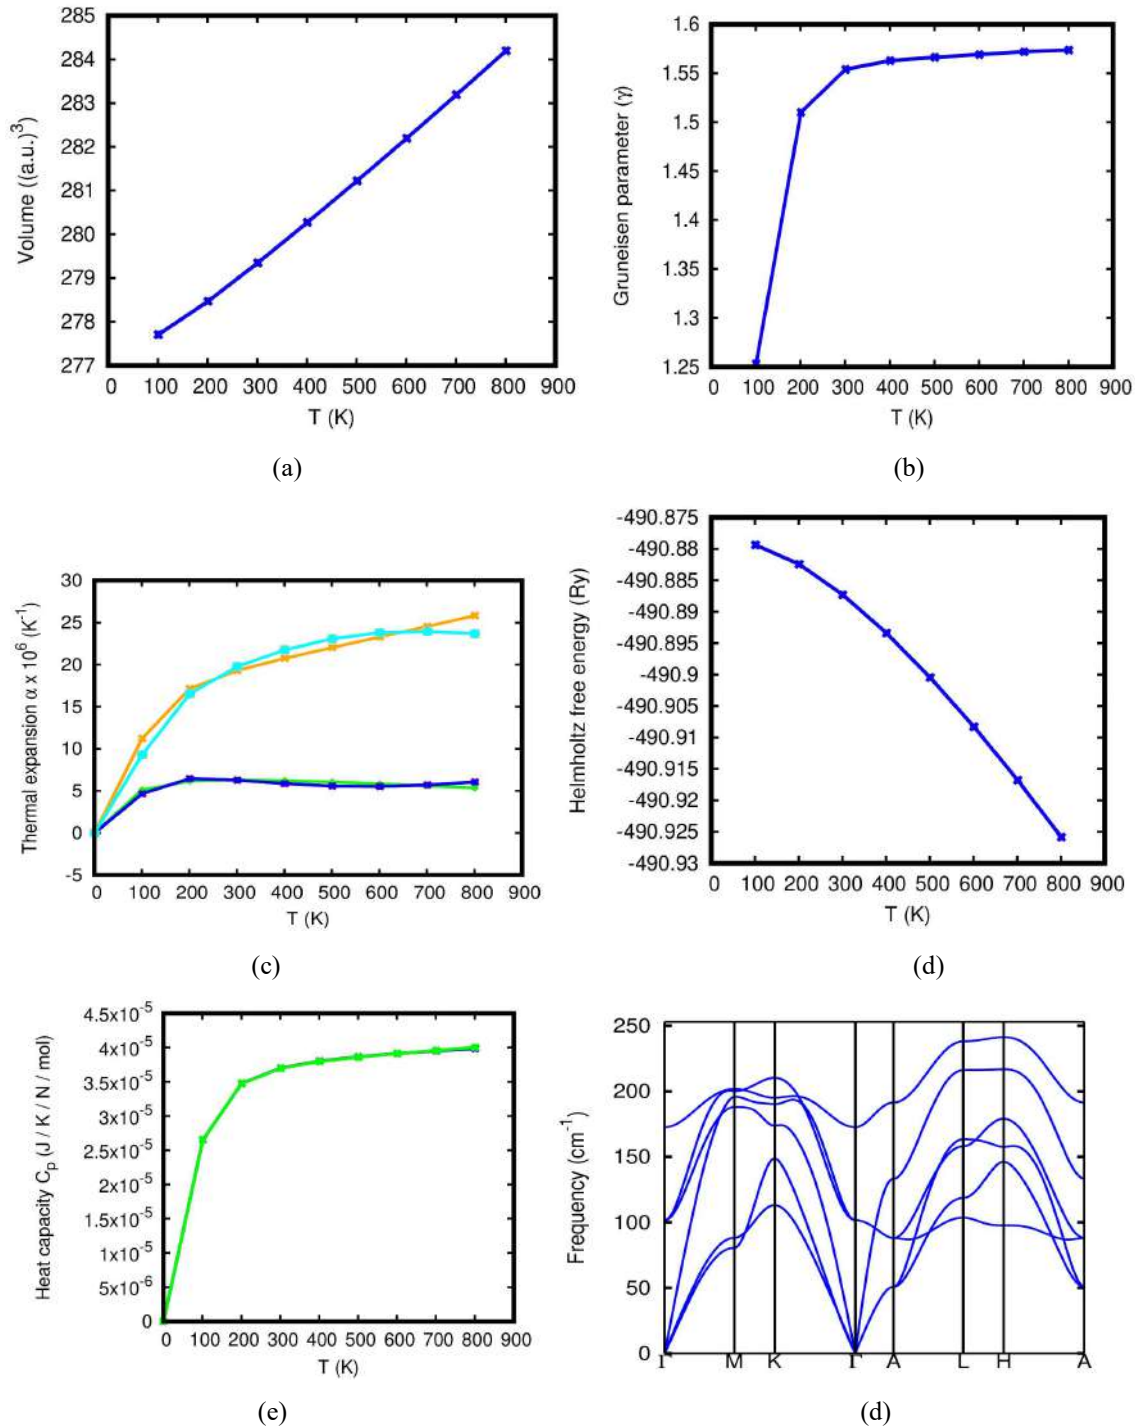 285
284
283
282
281
280
279
278
277
Volume ((a.u.)³)
0 100 200 300 400 500 600 700 800 900
T (K)
(a)
1.6
1.55
1.5
1.45
1.4
1.35
1.3
1.25
Gruneisen parameter (γ)
0 100 200 300 400 500 600 700 800 900
T (K)
(b)
30
25
20
15
10
5
0
-5
Thermal expansion α x 10⁶ (K⁻¹)
0 100 200 300 400 500 600 700 800 900
T (K)
(c)
-490.875
-490.88
-490.885
-490.89
-490.895
-490.9
-490.905
-490.91
-490.915
-490.92
-490.925
-490.93
Helmholtz free energy (Ry)
0 100 200 300 400 500 600 700 800 900
T (K)
(d)
4.5x10⁻⁵
4x10⁻⁵
3.5x10⁻⁵
3x10⁻⁵
2.5x10⁻⁵
2x10⁻⁵
1.5x10⁻⁵
1x10⁻⁵
5x10⁻⁶
0
Heat capacity Cₚ (J / K / N / mol)
0 100 200 300 400 500 600 700 800 900
T (K)
(e)
250
200
150
100
50
0
Frequency (cm⁻¹)
Γ M K Γ A L H A
(d)